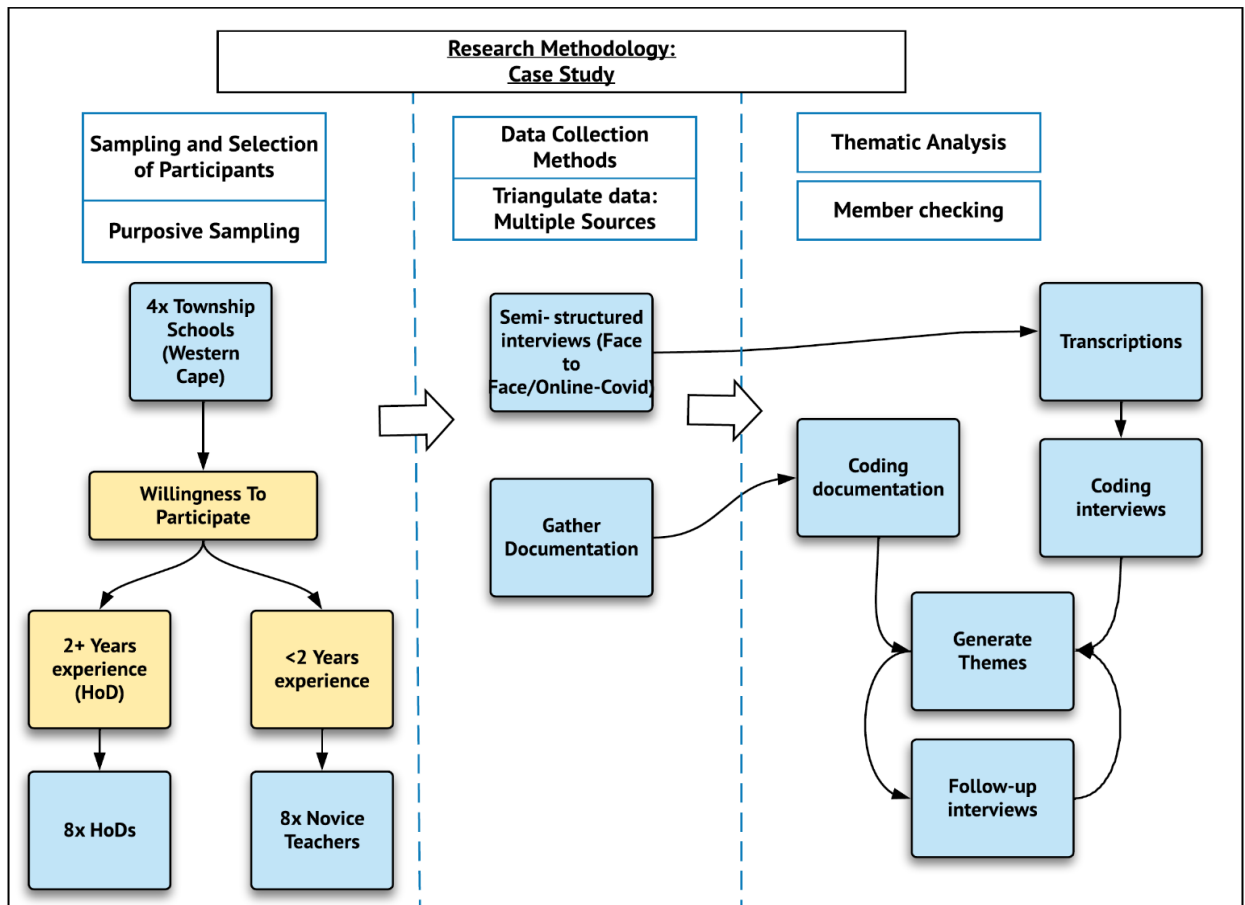 Research Methodology:
Case Study
Sampling and Selection
of Participants
Purposive Sampling
4x Township
Schools
(Western
Cape)
Willingness To
Participate
2+ Years
experience
(HoD)
<2 Years
experience
8x HoDs
8x Novice
Teachers
Data Collection
Methods
Triangulate data:
Multiple Sources
Semi- structured
interviews (Face
to
Face/Online-Covid)
Gather
Documentation
Thematic Analysis
Member checking
Transcriptions
Coding
documentation
Coding
interviews
Generate
Themes
Follow-up
interviews